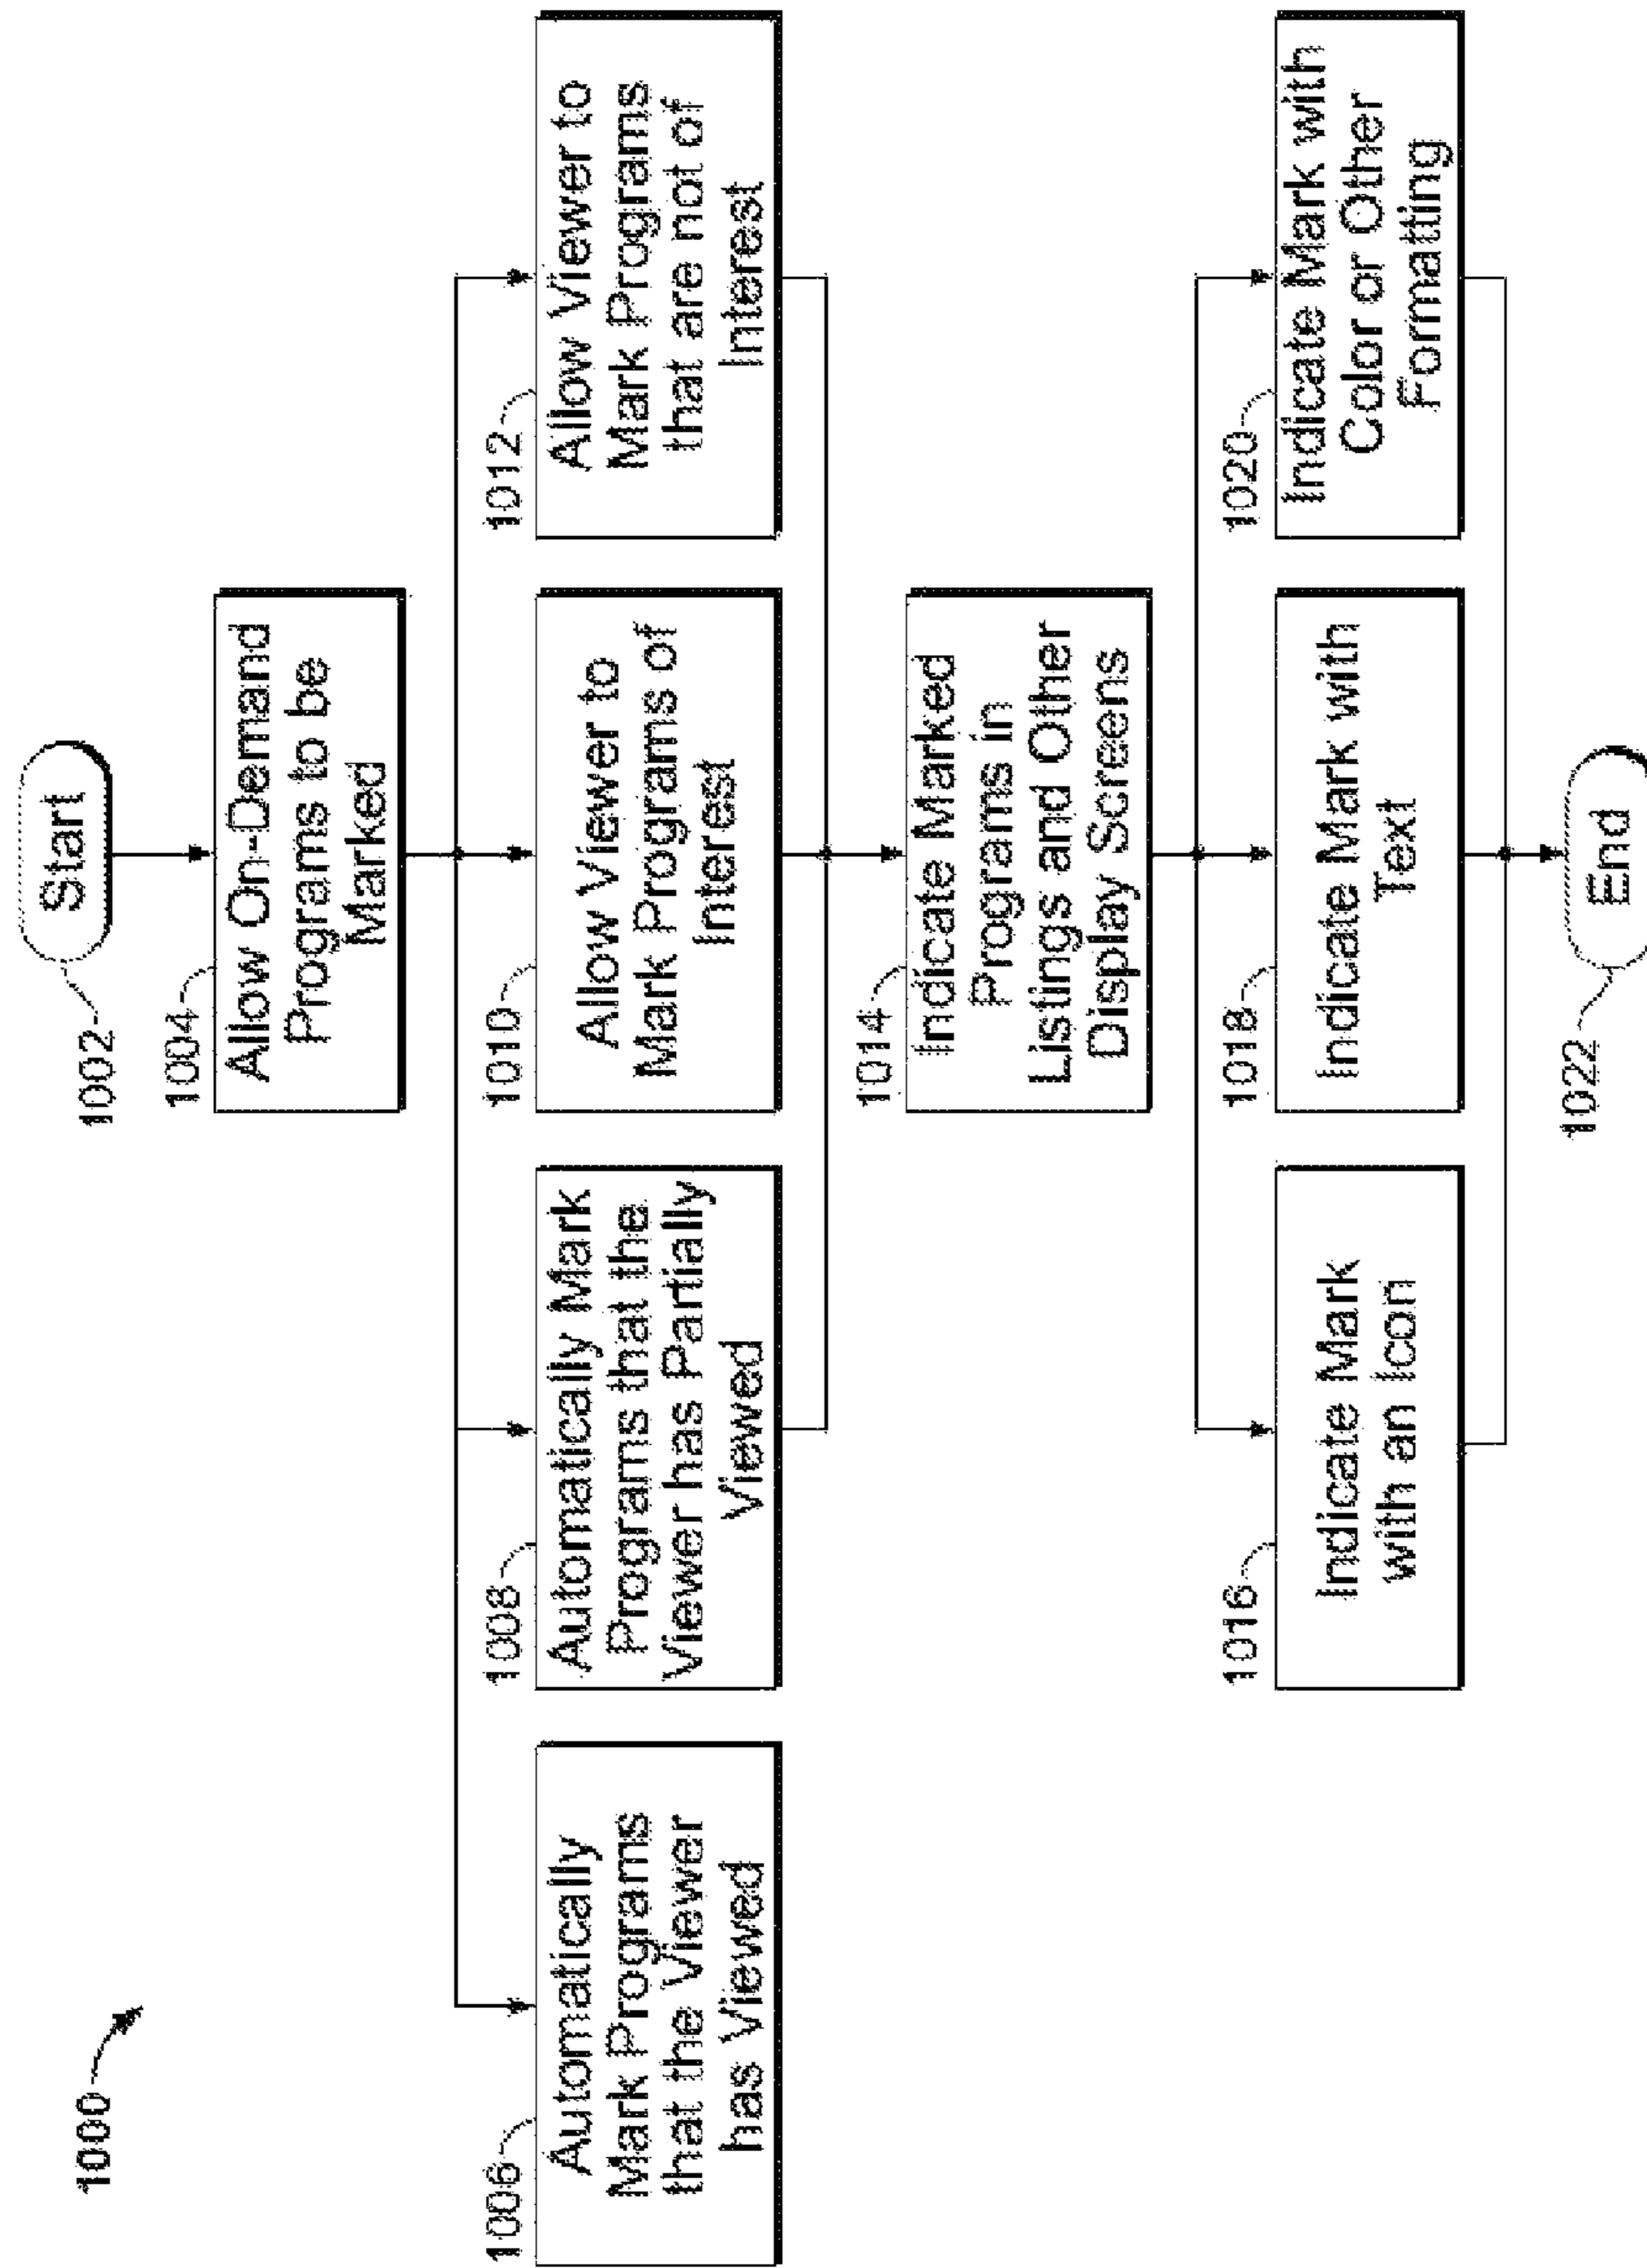 1000
Start
1002
1004
Allow On-Demand
Programs to be
Marked
1006
Automatically
Mark Programs
that the Viewer
has Viewed
1008
Automatically Mark
Programs that the
Viewer has Partially
Viewed
1010
Allow Viewer to
Mark Programs of
Interest
1012
Allow Viewer to
Mark Programs
that are not of
Interest
1014
Indicate Marked
Programs in
Listings and Other
Display Screens
1016
Indicate Mark
with an Icon
1018
Indicate Mark with
Text
1020
Indicate Mark with
Color or Other
Formatting
1022
End